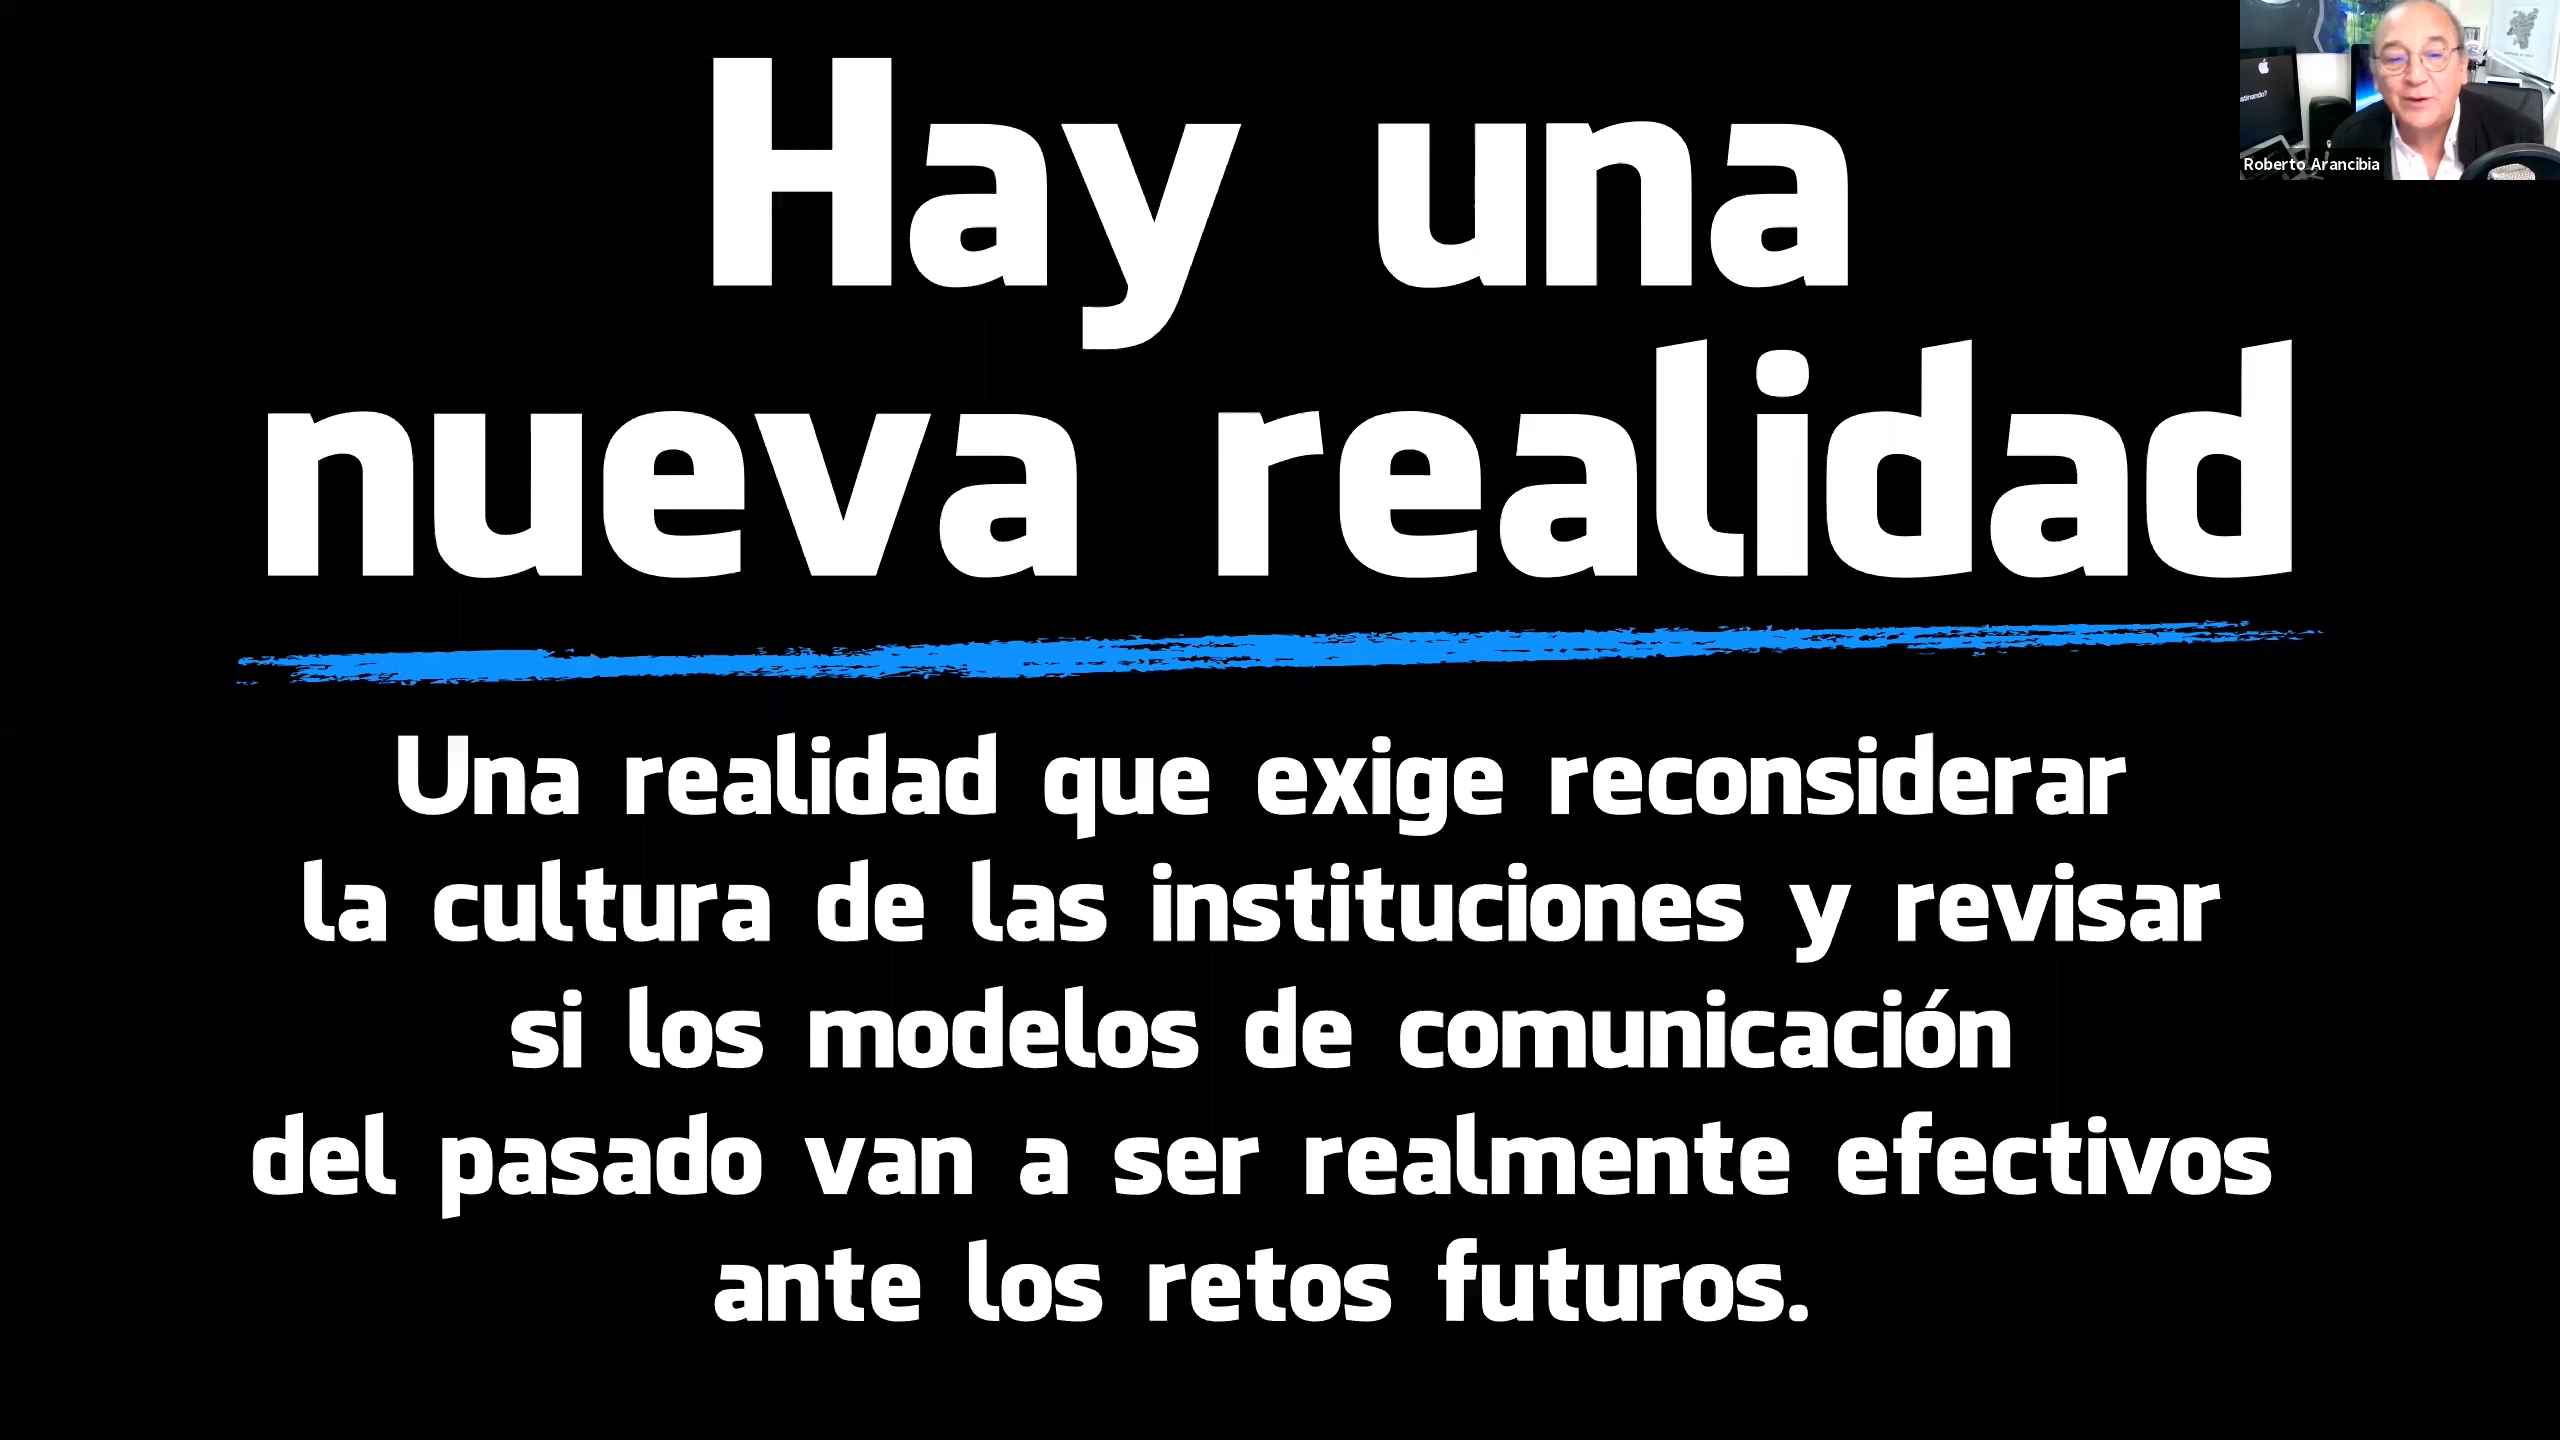 Hay una
nueva realidad
Una realidad que exige reconsiderar
la cultura de las instituciones y revisar
si los modelos de comunicación
del pasado van a ser realmente efectivos
ante los retos futuros.
Roberto Arancibia